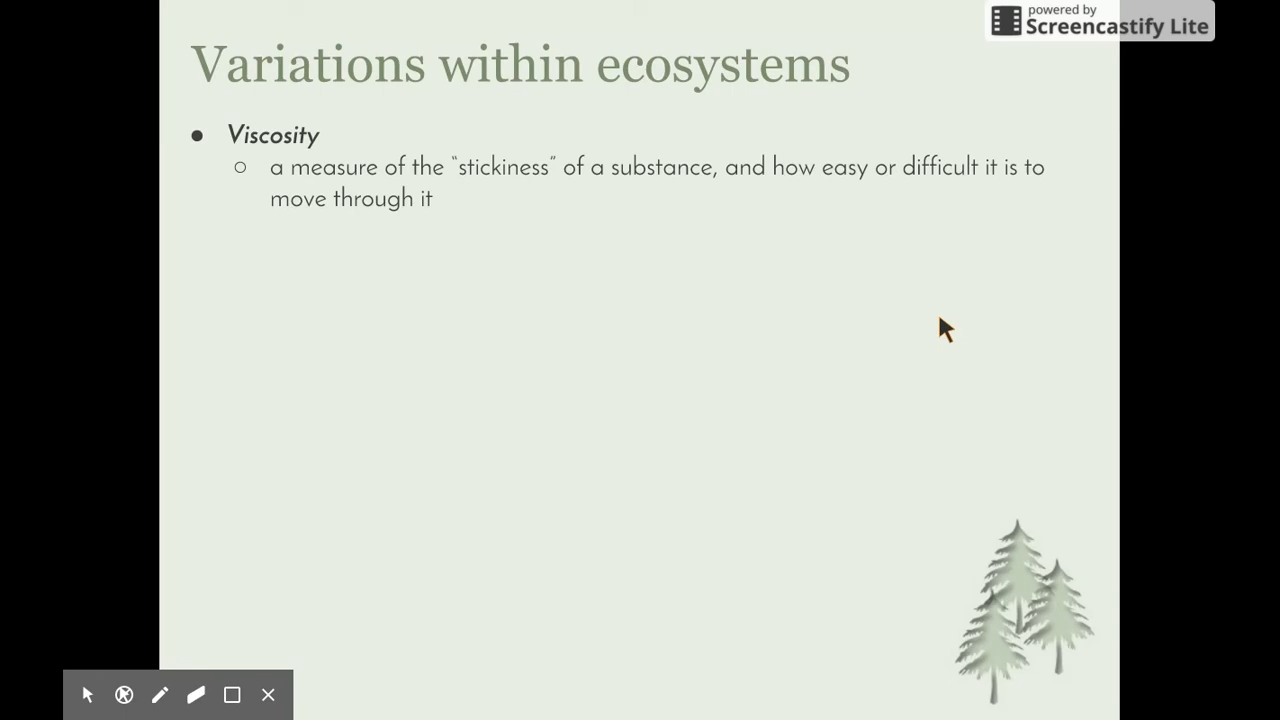 powered by
Screencastify Lite
Variations within ecosystems
● Viscosity
○ a measure of the “stickiness” of a substance, and how easy or difficult it is to
move through it